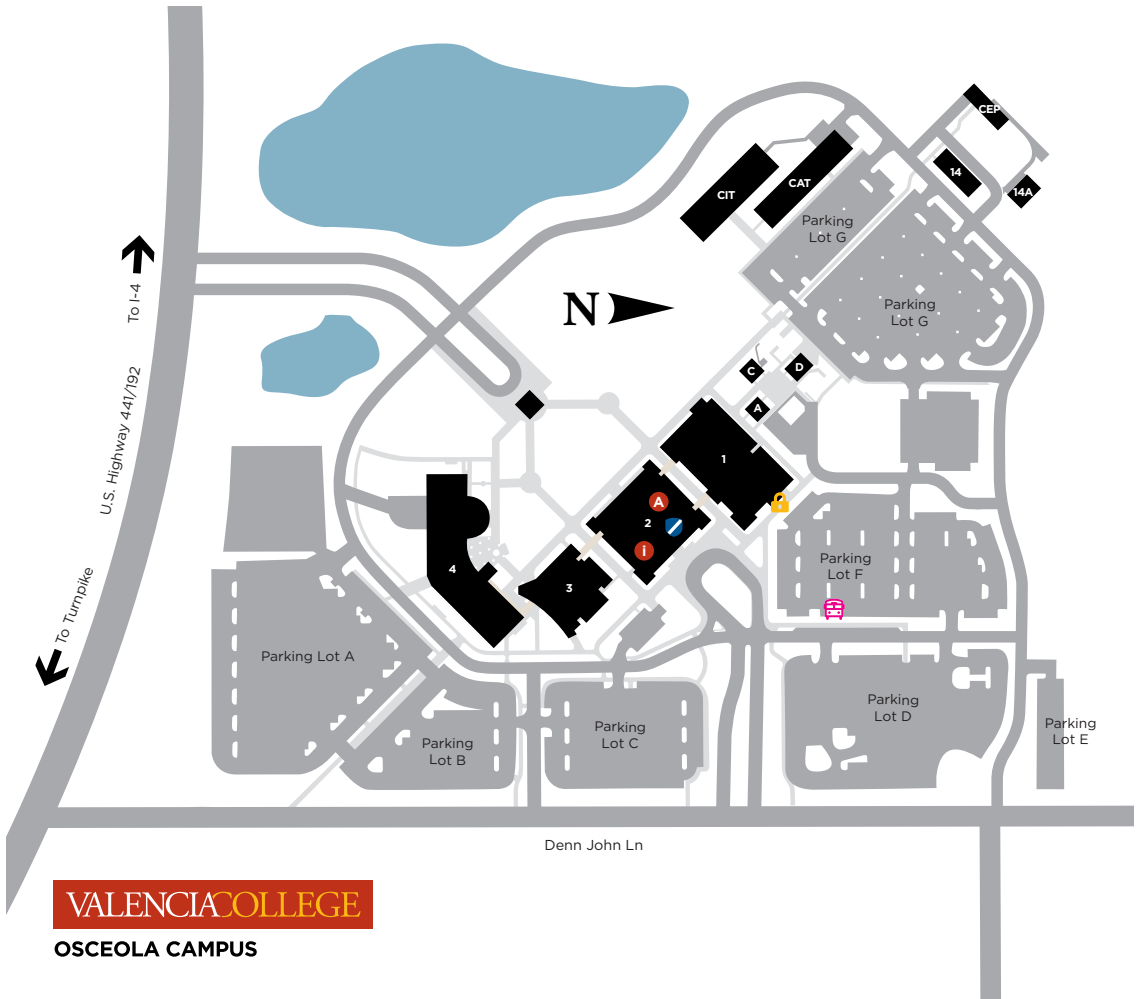 CEP
14
14A
CIT
CAT
Parking
Lot G
Parking
Lot G
To I-4
N
C
D
A
U.S. Highway 441/192
1
A
2
i
3
4
Parking
Lot F
To Turnpike
Parking Lot A
Parking
Lot D
Parking
Lot E
Parking
Lot C
Parking
Lot B
Denn John Ln
VALENCIACOLLEGE
OSCEOLA CAMPUS